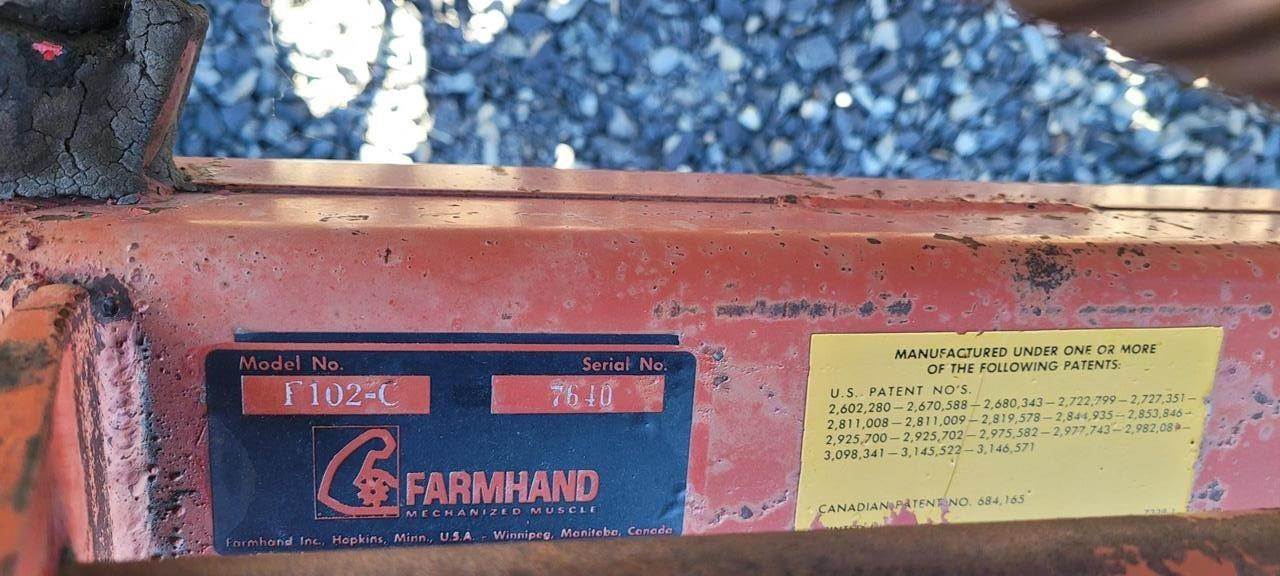 Model No. Serial No.
F102-C 7640
FARMHAND
MECHANIZED MUSCLE
Farmhand Inc., Hopkins, Minn., U.S.A. - Winnipeg, Manitoba, Canada
MANUFACTURED UNDER ONE OR MORE
OF THE FOLLOWING PATENTS:
U.S. PATENT NO'S.
2,602,280—2,670,588—2,680,343—2,722,799—2,727,351—
2,811,008—2,811,009—2,819,578—2,844,935—2,853,846—
2,925,700—2,925,702—2,975,582—2,977,743—
3,098,341—3,145,522—3,146,571
CANADIAN PATENT NO. 684,165